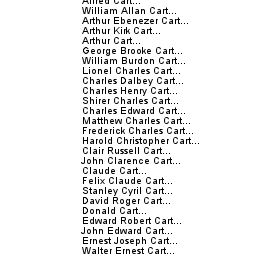 Alfred Cart...
William Allan Cart...
Arthur Ebenezer Cart...
Arthur Kirk Cart...
Arthur Cart...
George Brooke Cart...
William Burdon Cart...
Lionel Charles Cart...
Charles Dalbey Cart...
Charles Henry Cart...
Shirer Charles Cart...
Charles Edward Cart...
Matthew Charles Cart...
Frederick Charles Cart...
Harold Christopher Cart...
Clair Russell Cart...
John Clarence Cart...
Claude Cart...
Felix Claude Cart...
Stanley Cyril Cart...
David Roger Cart...
Donald Cart...
Edward Robert Cart...
John Edward Cart...
Ernest Joseph Cart...
Walter Ernest Cart...